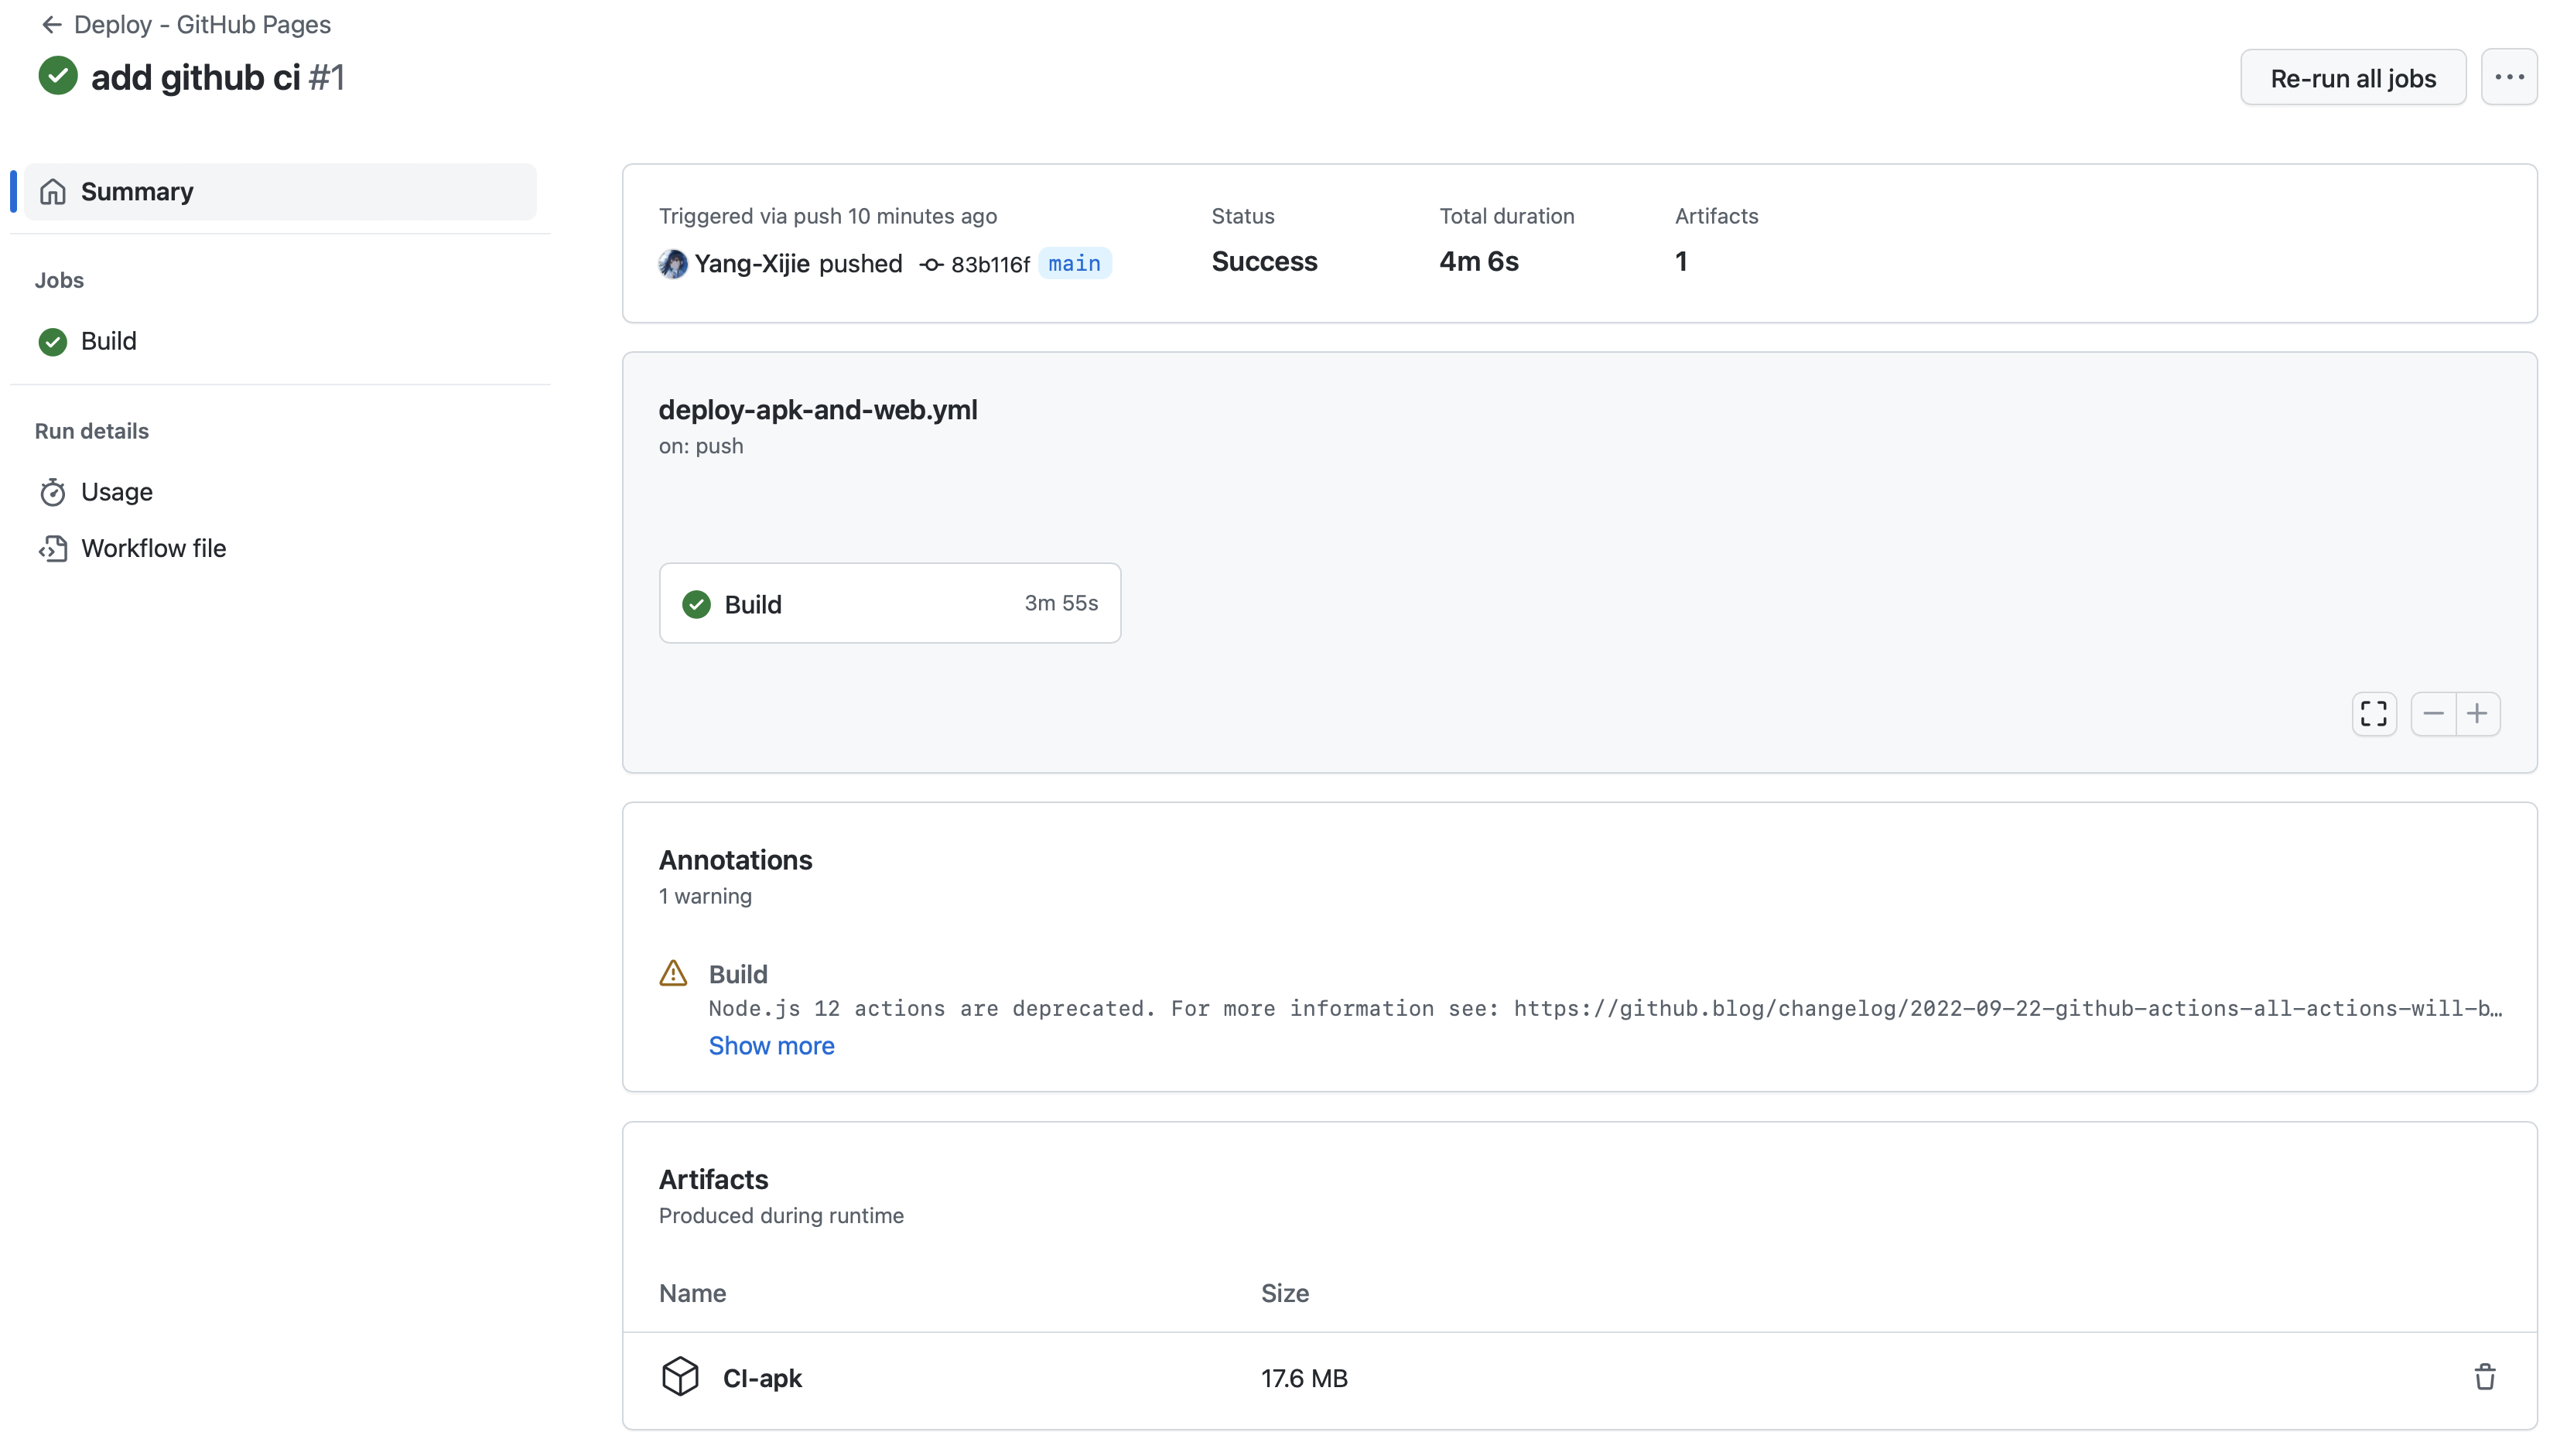 Deploy - GitHub Pages
add github ci #1
Re-run all jobs
Summary
Jobs
Build
Run details
Usage
Workflow file
Triggered via push 10 minutes ago
Yang-Xijie pushed 83b116f main
Status
Success
Total duration
4m 6s
Artifacts
1
deploy-apk-and-web.yml
on: push
Build 3m 55s
Annotations
1 warning
Build
Node.js 12 actions are deprecated. For more information see: https://github.blog/changelog/2022-09-22-github-actions-all-actions-will-b…
Show more
Artifacts
Produced during runtime
Name Size
CI-apk 17.6 MB